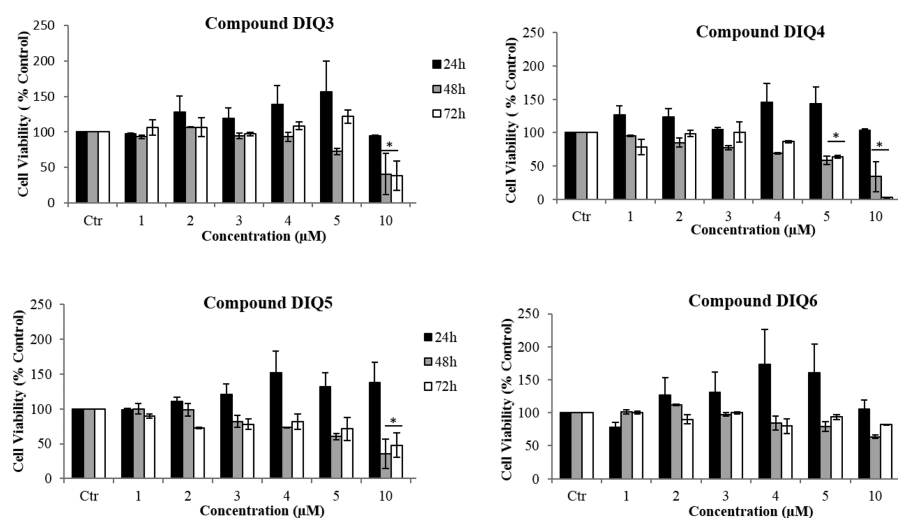 Compound DIQ3
Cell Viability ( % Control)
250
200
150
100
50
0
24h
48h
72h
*
Ctr 1 2 3 4 5 10
Concentration (µM)
Compound DIQ4
Cell Viability (% Control)
250
200
150
100
50
0
* *
Ctr 1 2 3 4 5 10
Concentration (µM)
Compound DIQ5
Cell Viability (% Control)
250
200
150
100
50
0
24h
48h
72h
*
Ctr 1 2 3 4 5 10
Concentration (µM)
Compound DIQ6
Cell Viability (% Control)
250
200
150
100
50
0
Ctr 1 2 3 4 5 10
Concentration (µM)